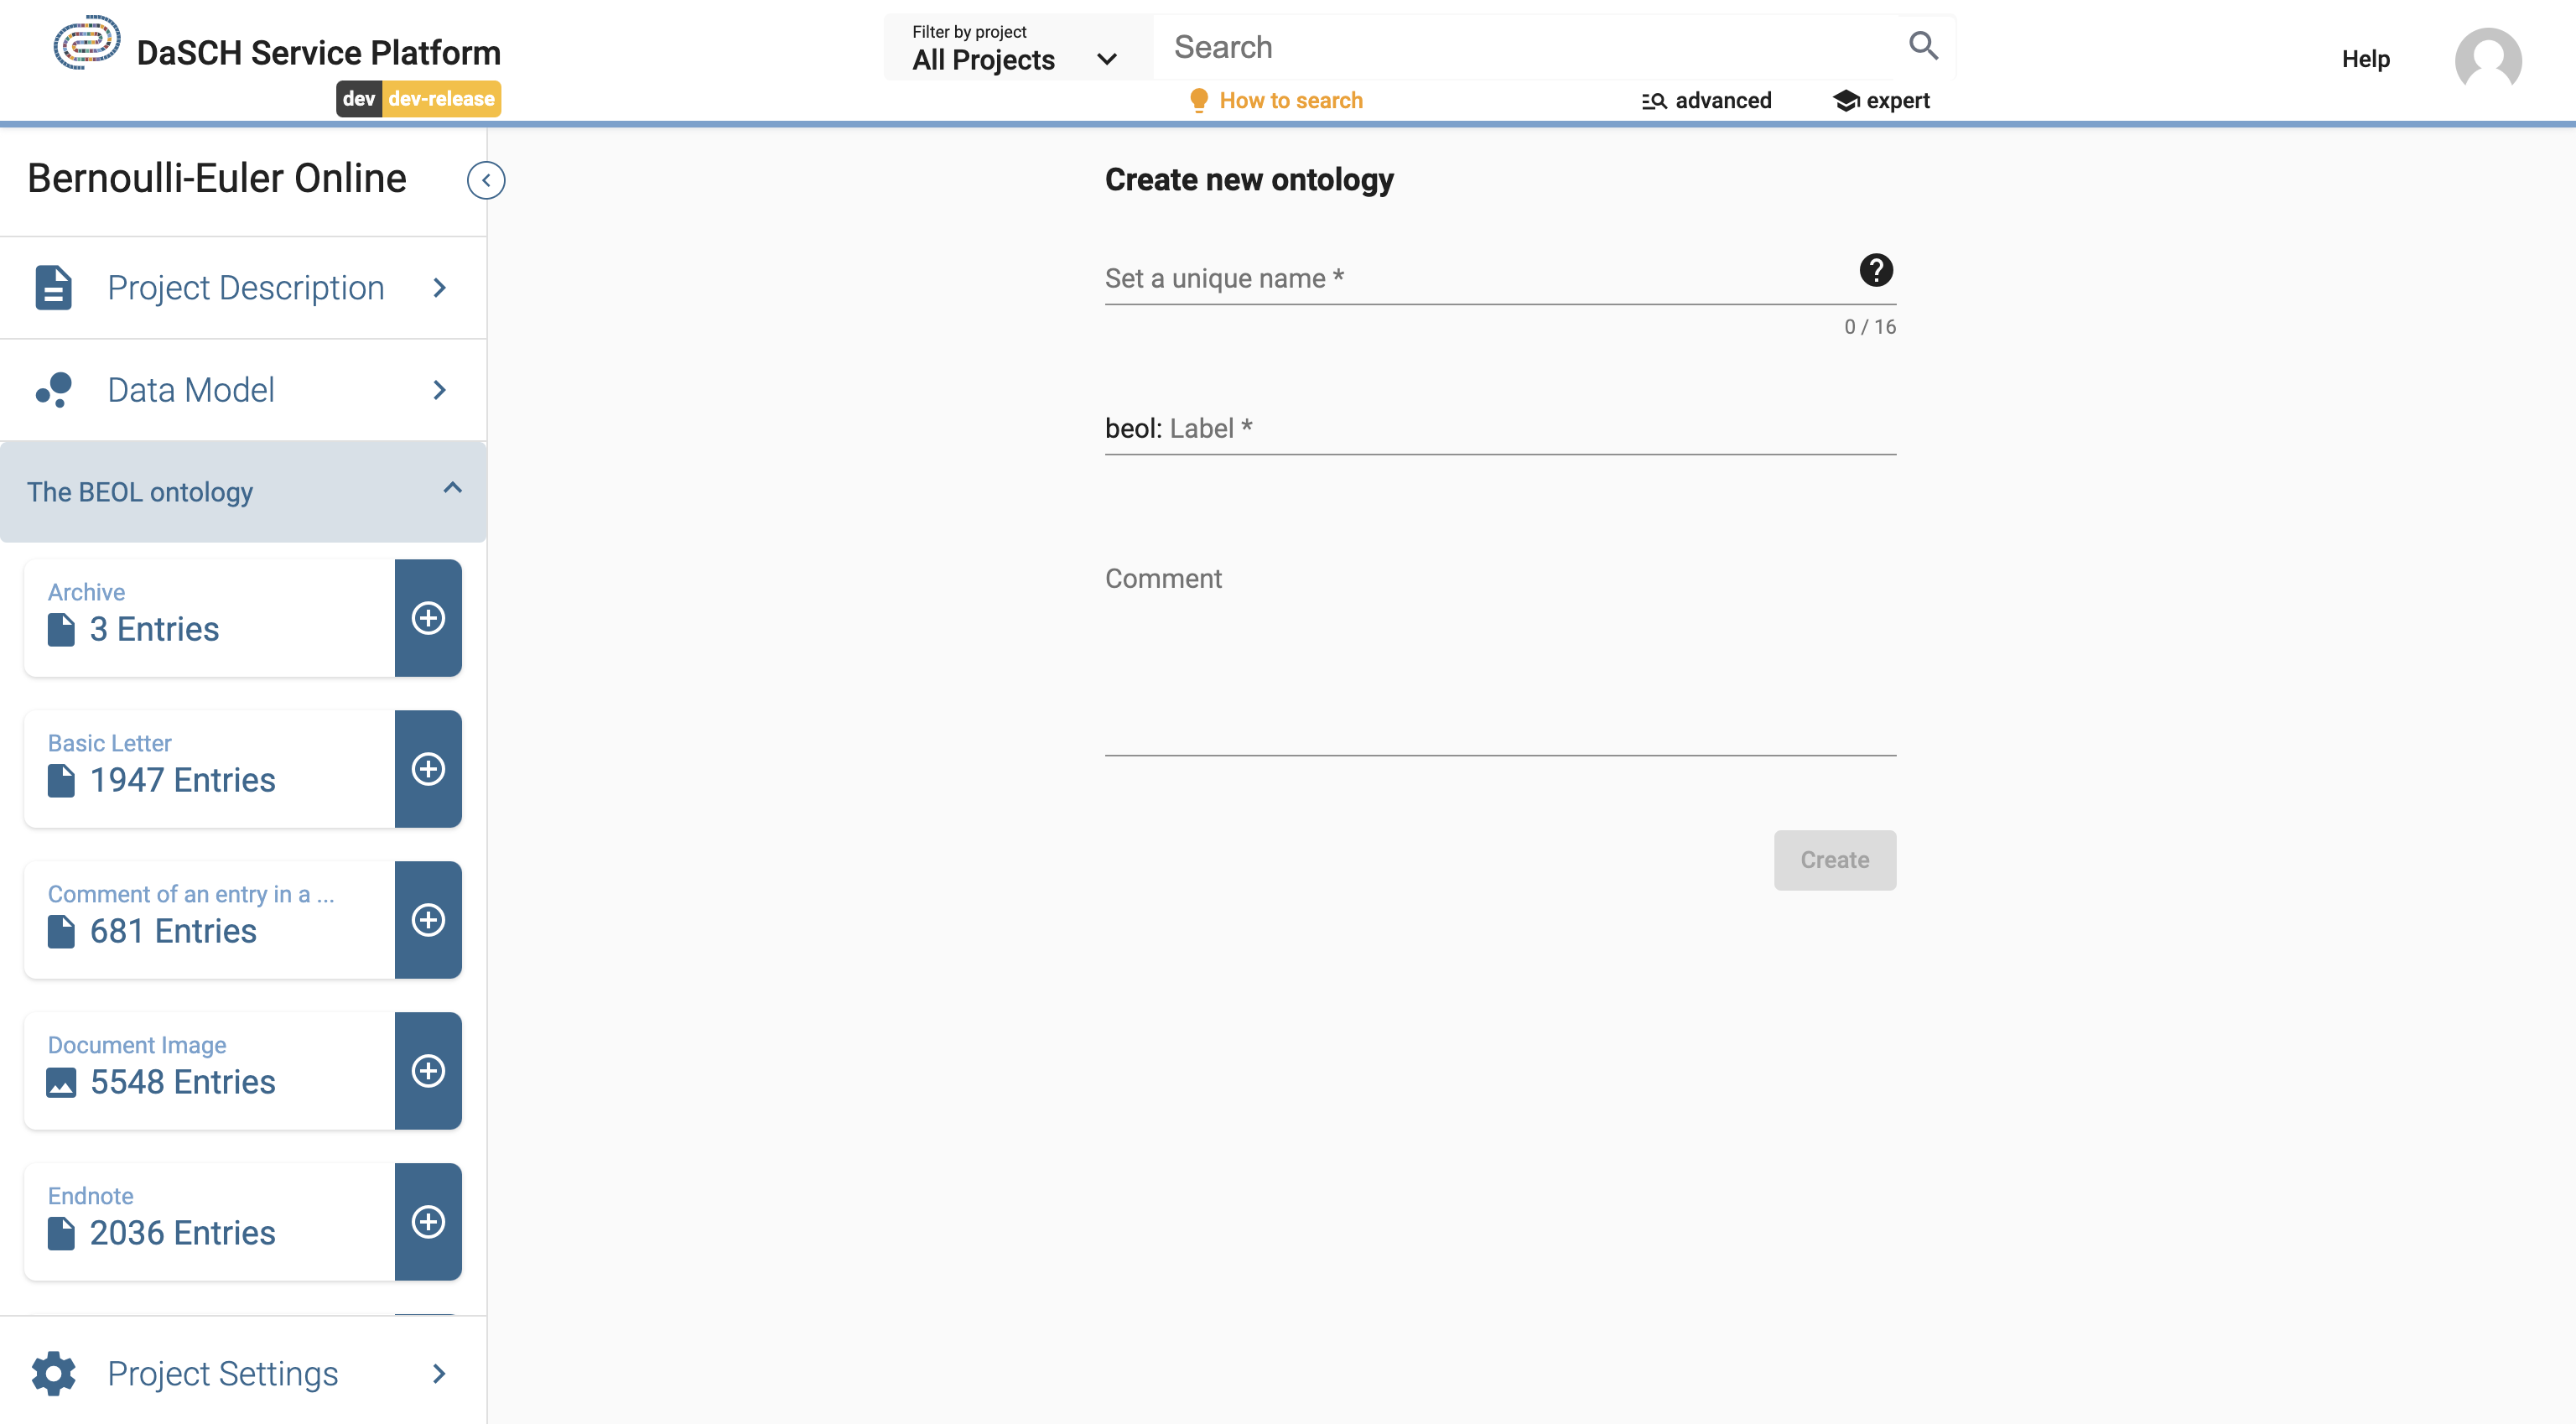 DaSCH Service Platform
dev dev-release
Filter by project
All Projects
Search
How to search
advanced
expert
Help
Bernoulli-Euler Online
Project Description
Data Model
The BEOL ontology
Archive
3 Entries
Basic Letter
1947 Entries
Comment of an entry in a ...
681 Entries
Document Image
5548 Entries
Endnote
2036 Entries
Project Settings
Create new ontology
Set a unique name *
0 / 16
beol: Label *
Comment
Create